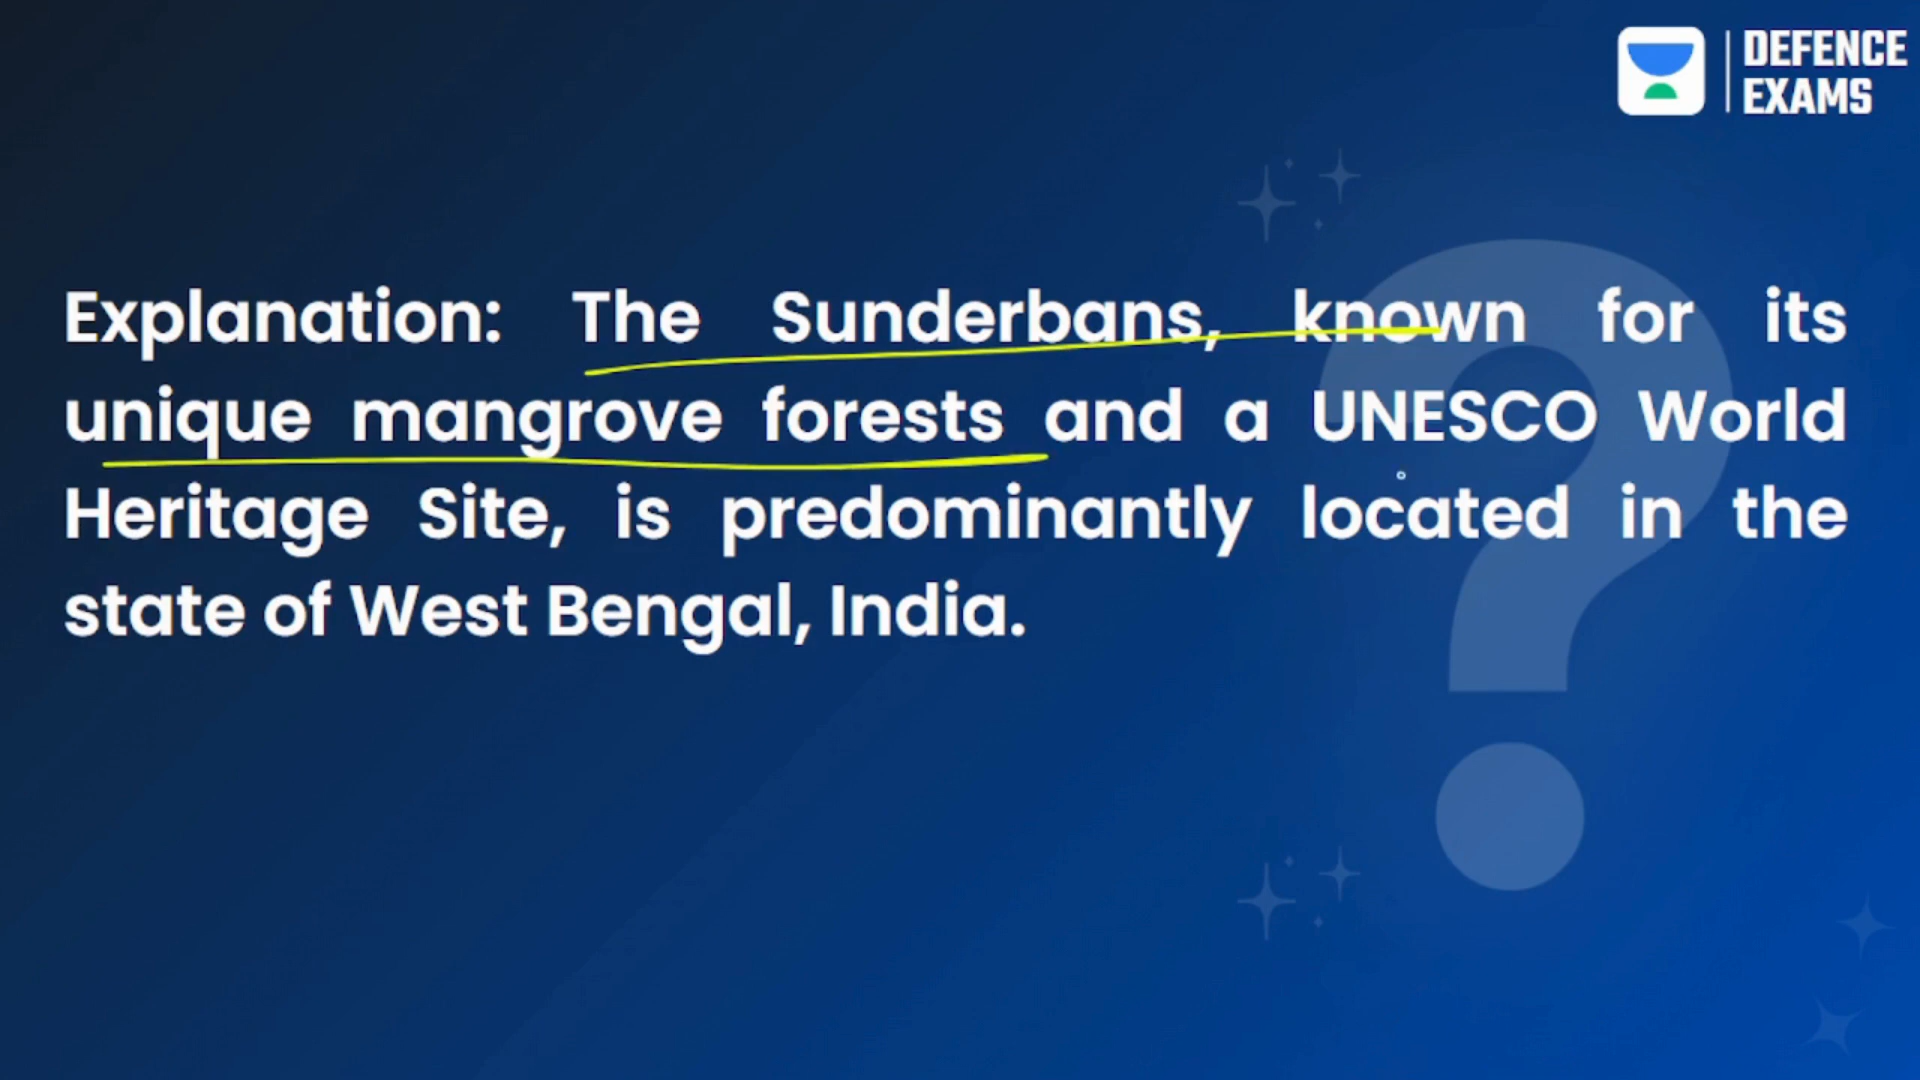 DEFENCE
EXAMS
Explanation: The Sunderbans, known for its
unique mangrove forests and a UNESCO World
Heritage Site, is predominantly located in the
state of West Bengal, India.
?